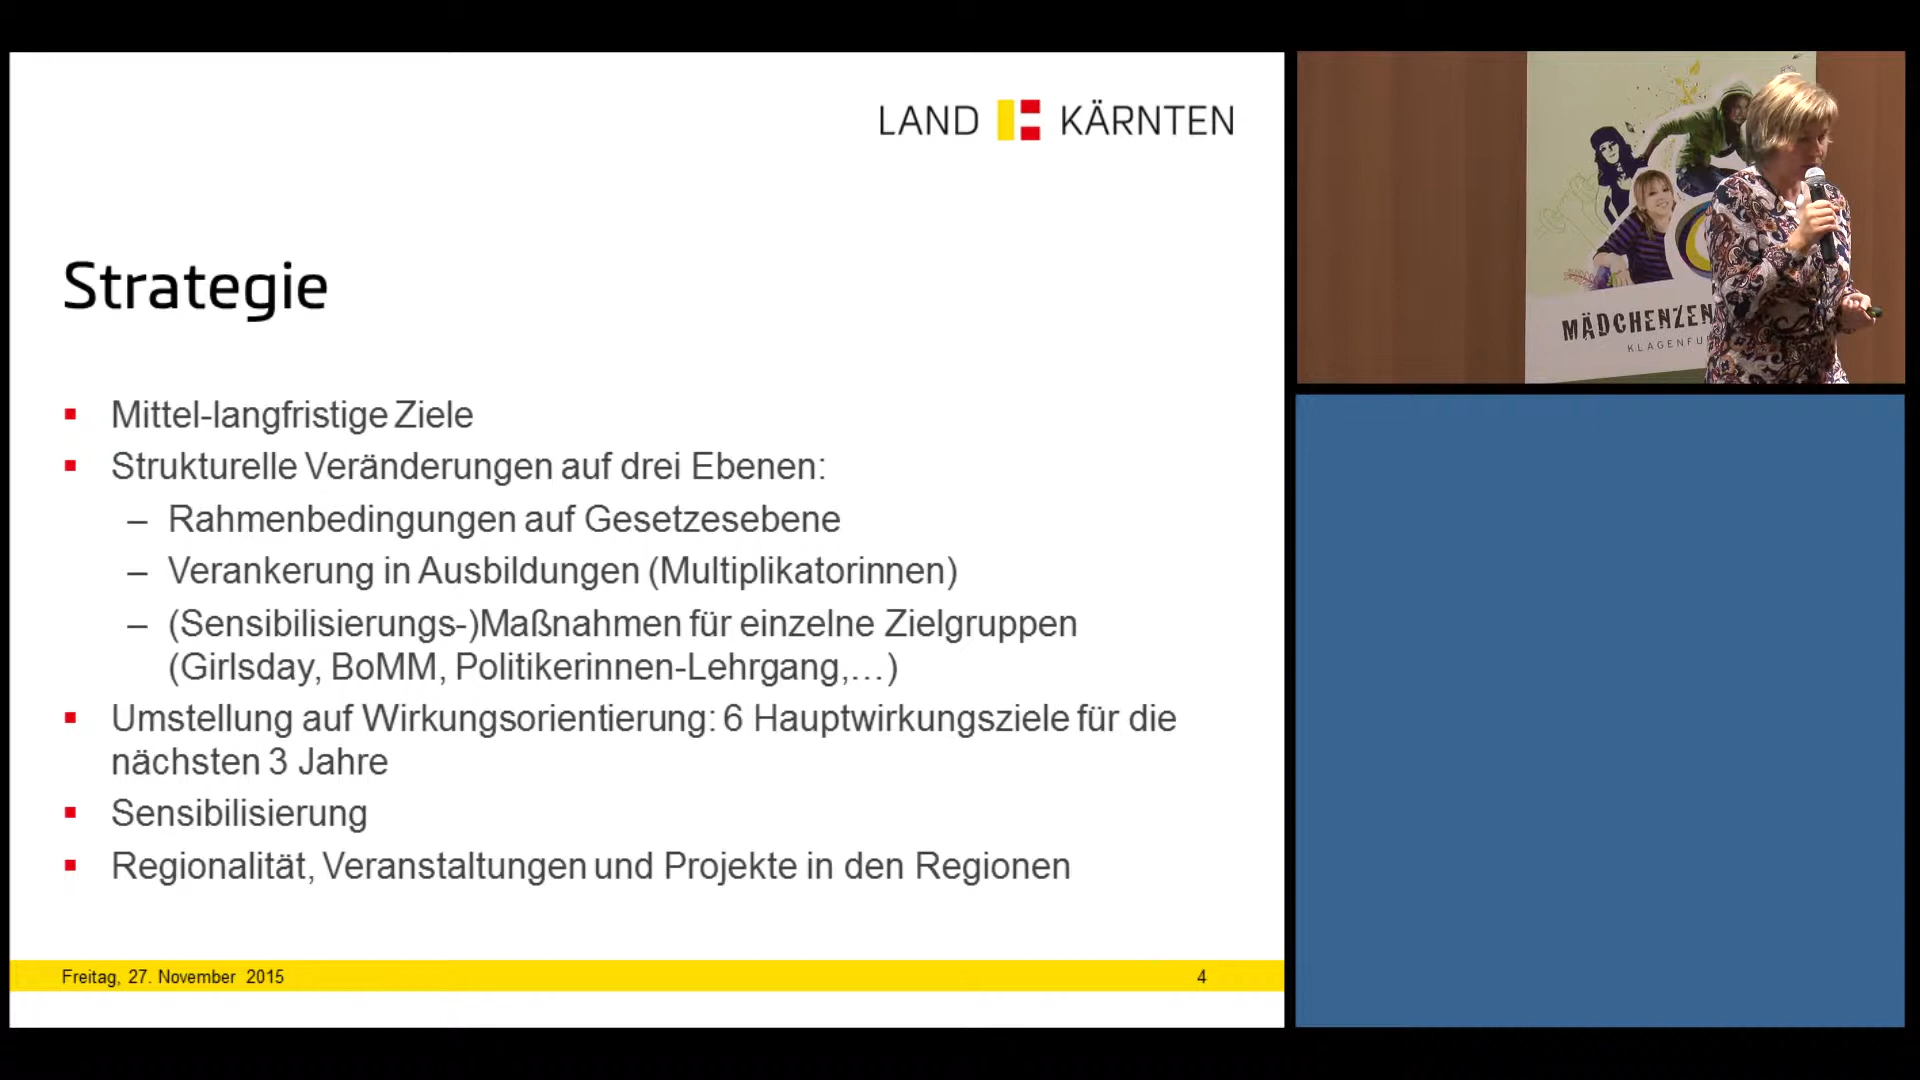 LAND KÄRNTEN
Strategie
▪ Mittel-langfristige Ziele
▪ Strukturelle Veränderungen auf drei Ebenen:
– Rahmenbedingungen auf Gesetzesebene
– Verankerung in Ausbildungen (Multiplikatorinnen)
– (Sensibilisierungs-)Maßnahmen für einzelne Zielgruppen
(Girlsday, BoMM, Politikerinnen-Lehrgang,…)
▪ Umstellung auf Wirkungsorientierung: 6 Hauptwirkungsziele für die
nächsten 3 Jahre
▪ Sensibilisierung
▪ Regionalität, Veranstaltungen und Projekte in den Regionen
Freitag, 27. November 2015 4
MÄDCHENZEN
KLAGENFU